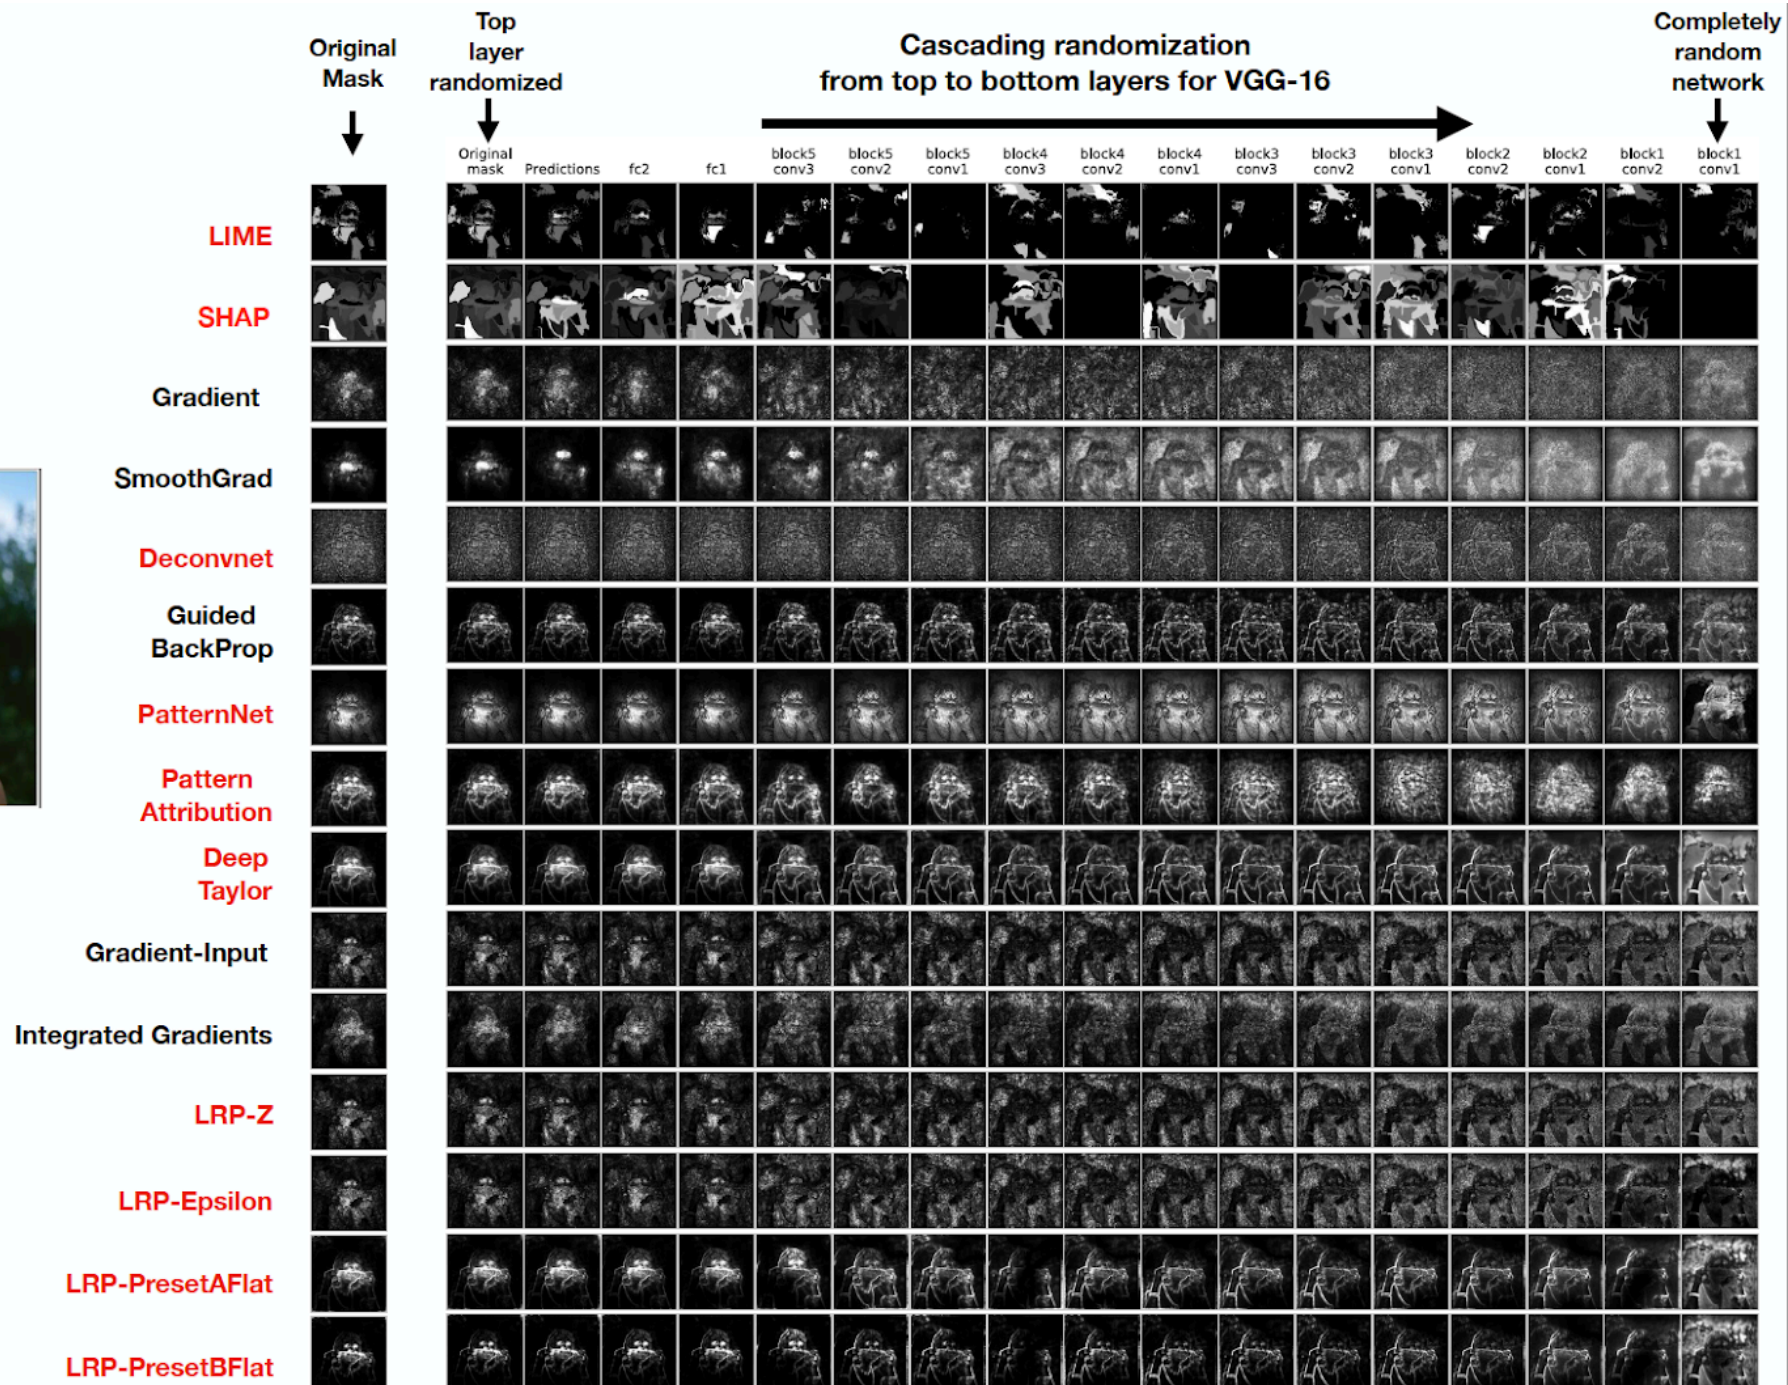 Original
Mask
Top
layer
randomized
Cascading randomization
from top to bottom layers for VGG-16
Completely
random
network
Original
mask
Predictions
fc2
fc1
block5
conv3
block5
conv2
block5
conv1
block4
conv3
block4
conv2
block4
conv1
block3
conv3
block3
conv2
block3
conv1
block2
conv2
block2
conv1
block1
conv2
block1
conv1
LIME
SHAP
Gradient
SmoothGrad
Deconvnet
Guided
BackProp
PatternNet
Pattern
Attribution
Deep
Taylor
Gradient-Input
Integrated Gradients
LRP-Z
LRP-Epsilon
LRP-PresetAFlat
LRP-PresetBFlat